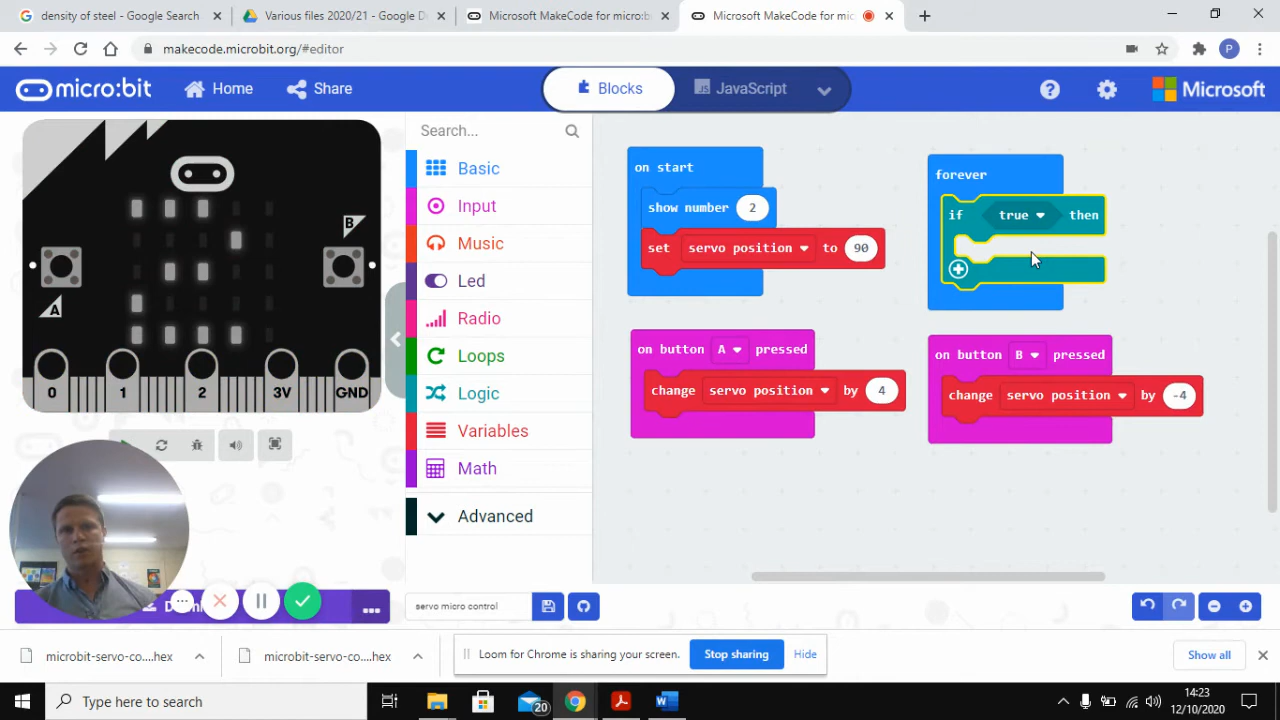 density of steel - Google Search
Various files 2020/21 - Google D
Microsoft MakeCode for micro:b
Microsoft MakeCode for mic
makecode.microbit.org/#editor
P
micro:bit
Home
Share
Blocks
JavaScript
Microsoft
Search...
Basic
Input
Music
Led
Radio
Loops
Logic
Variables
Math
Advanced
A
B
0
1
2
3V
GND
on start
show number 2
set servo position to 90
forever
if true then
on button A pressed
change servo position by 4
on button B pressed
change servo position by -4
servo micro control
microbit-servo-co....hex
microbit-servo-co....hex
Loom for Chrome is sharing your screen.
Stop sharing
Hide
Show all
Type here to search
20
14:23
12/10/2020